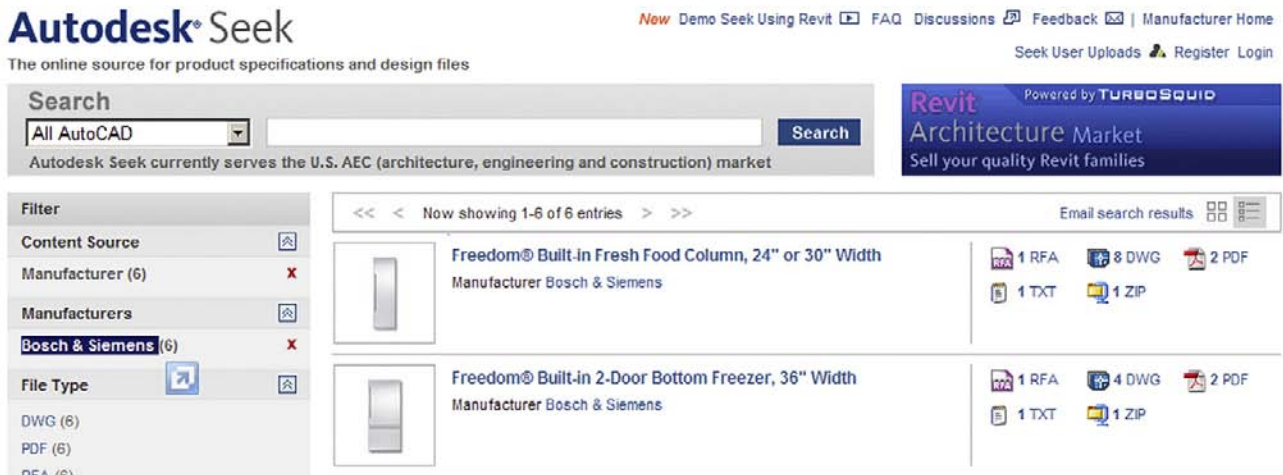 Autodesk® Seek
New Demo Seek Using Revit FAQ Discussions Feedback | Manufacturer Home
Seek User Uploads Register Login
The online source for product specifications and design files
Search
All AutoCAD
Search
Autodesk Seek currently serves the U.S. AEC (architecture, engineering and construction) market
Revit Powered by TURBOSQUID
Architecture Market
Sell your quality Revit families
Filter
Content Source
Manufacturer (6) x
Manufacturers
Bosch & Siemens (6) x
File Type
DWG (6)
PDF (6)
RFA (6)
<< < Now showing 1-6 of 6 entries > >>
Email search results
Freedom® Built-in Fresh Food Column, 24" or 30" Width
Manufacturer Bosch & Siemens
RFA 1 RFA 8 DWG 2 PDF
1 TXT 1 ZIP
Freedom® Built-in 2-Door Bottom Freezer, 36" Width
Manufacturer Bosch & Siemens
RFA 1 RFA 4 DWG 2 PDF
1 TXT 1 ZIP